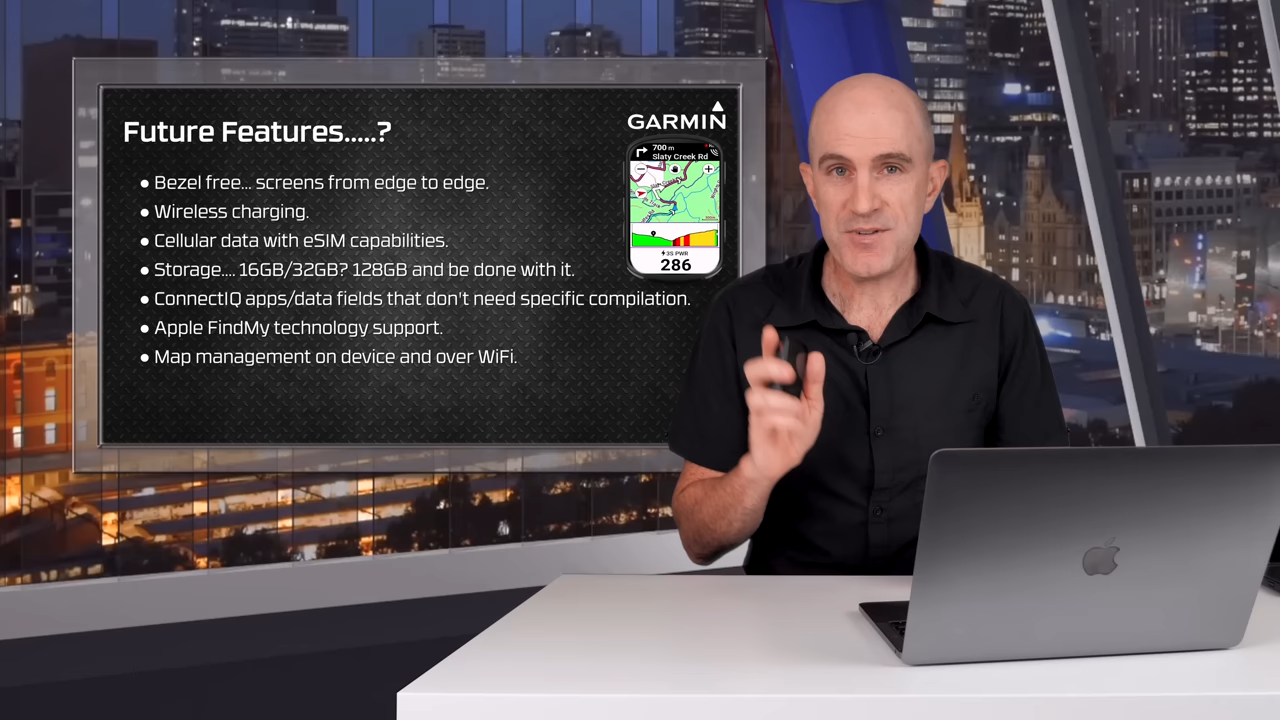 Future Features.....?
● Bezel free... screens from edge to edge.
● Wireless charging.
● Cellular data with eSIM capabilities.
● Storage.... 16GB/32GB? 128GB and be done with it.
● ConnectIQ apps/data fields that don't need specific compilation.
● Apple FindMy technology support.
● Map management on device and over WiFi.
GARMIN
700 m
Slaty Creek Rd
3S PWR
286